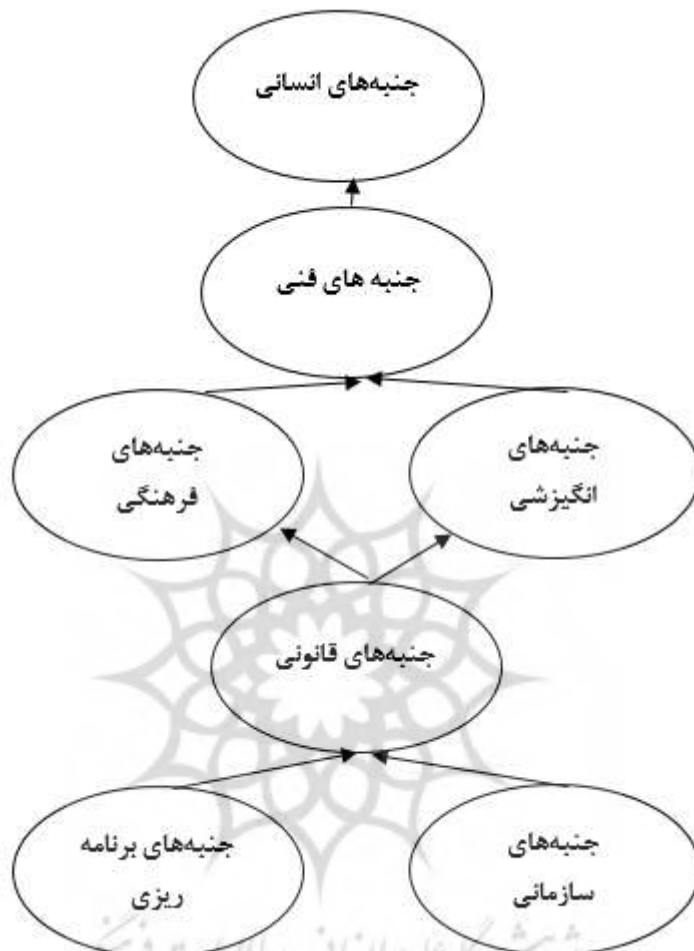 جنبه‌های انسانی
جنبه های فنی
جنبه‌های
انگیزشی
جنبه‌های
فرهنگی
جنبه‌های قانونی
جنبه‌های
سازمانی
جنبه‌های برنامه
ریزی